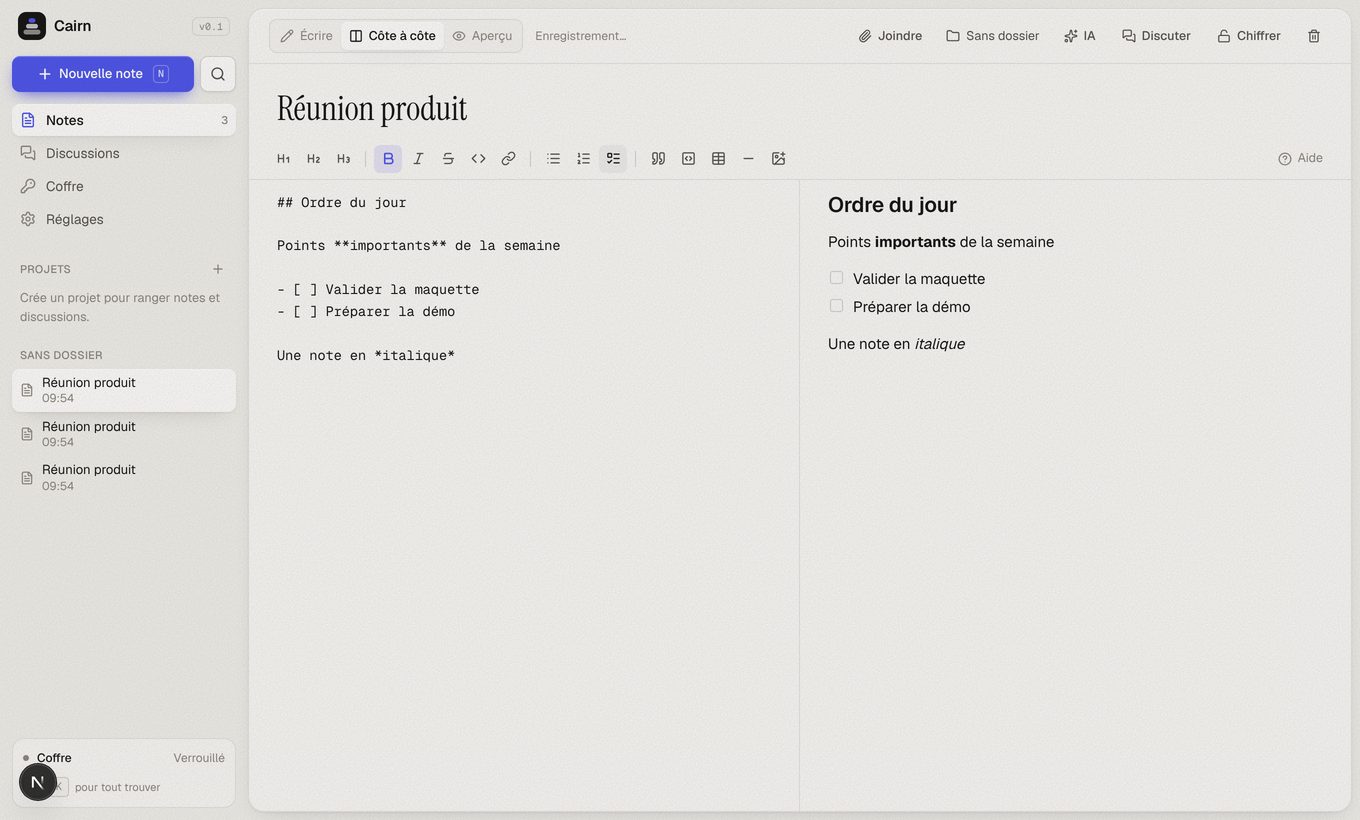 Cairn
v0.1
Nouvelle note N
Notes 3
Discussions
Coffre
Réglages
PROJETS
Crée un projet pour ranger notes et
discussions.
SANS DOSSIER
Réunion produit
09:54
Réunion produit
09:54
Réunion produit
09:54
Coffre Verrouillé
N K pour tout trouver
Écrire Côte à côte Aperçu Enregistrement… Joindre Sans dossier IA Discuter Chiffrer
Réunion produit
H1 H2 H3 B I S Aide
## Ordre du jour
Points **importants** de la semaine
- [ ] Valider la maquette
- [ ] Préparer la démo
Une note en *italique*
Ordre du jour
Points importants de la semaine
Valider la maquette
Préparer la démo
Une note en italique